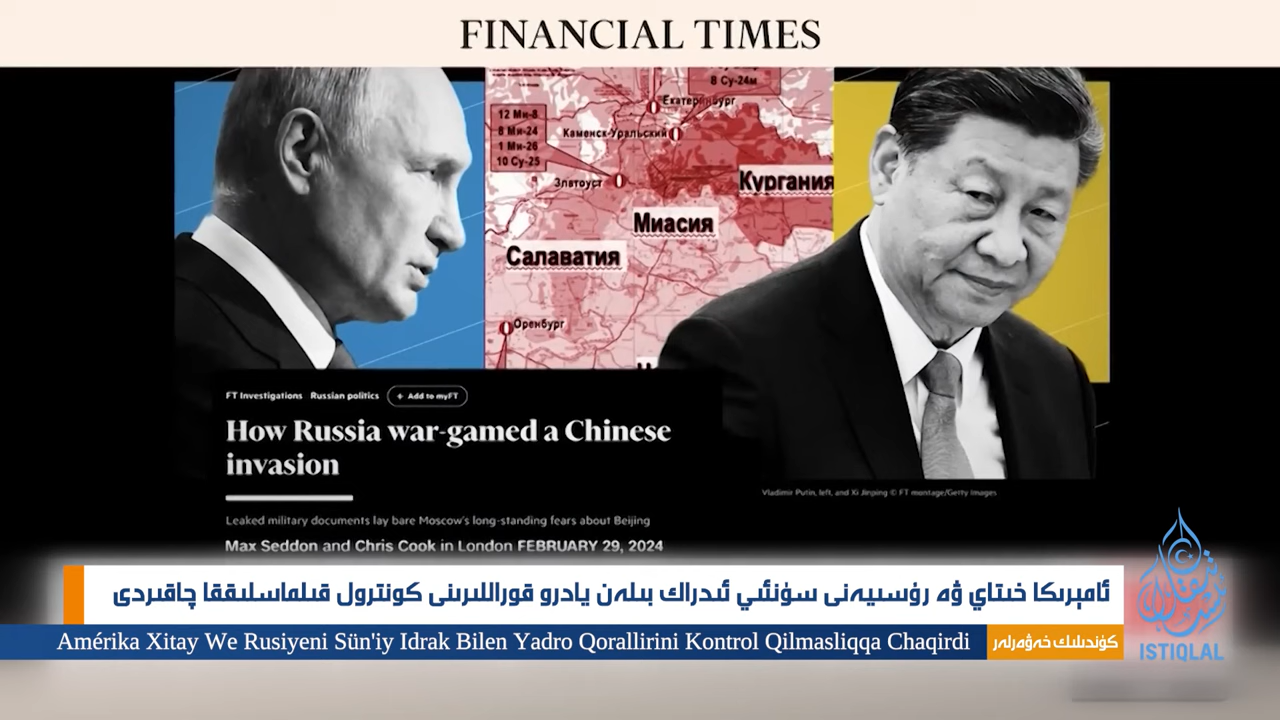 FINANCIAL TIMES
8 Су-24м
Екатеринбург
12 Ми-8
8 Ми-24
1 Ми-26
10 Су-25
Каменск-Уральский
Златоуст
Кургания
Миасия
Салаватия
Оренбург
FT Investigations Russian politics + Add to myFT
How Russia war-gamed a Chinese
invasion
Vladimir Putin, left, and Xi Jinping © FT montage/Getty Images
Leaked military documents lay bare Moscow's long-standing fears about Beijing
Max Seddon and Chris Cook in London FEBRUARY 29, 2024
ئامېرىكا خىتاي ۋە رۇسىيەنى سۈنئىي ئىدراك بىلەن يادرو قوراللىرىنى كونترول قىلماسلىققا چاقىردى
Amérika Xitay We Rusiyeni Sün'iy Idrak Bilen Yadro Qorallirini Kontrol Qilmasliqqa Chaqirdi
كۈندىلىك خەۋەرلەر
ISTIQLAL